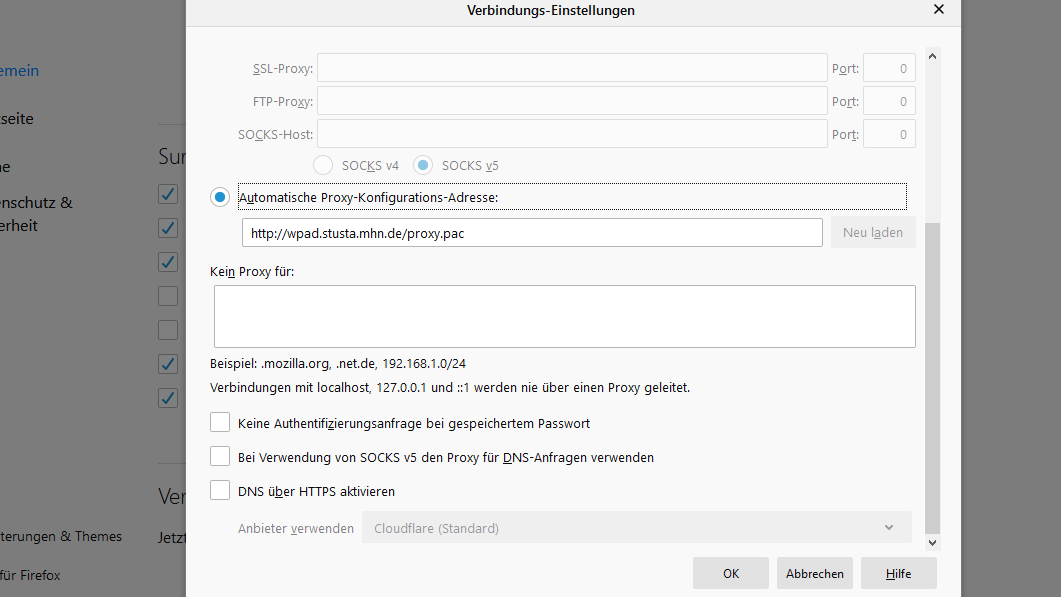 Verbindungs-Einstellungen
SSL-Proxy: Port: 0
FTP-Proxy: Port: 0
SOCKS-Host: Port: 0
SOCKS v4 SOCKS v5
Automatische Proxy-Konfigurations-Adresse:
http://wpad.stusta.mhn.de/proxy.pac Neu laden
Kein Proxy für:
Beispiel: .mozilla.org, .net.de, 192.168.1.0/24
Verbindungen mit localhost, 127.0.0.1 und ::1 werden nie über einen Proxy geleitet.
Keine Authentifizierungsanfrage bei gespeichertem Passwort
Bei Verwendung von SOCKS v5 den Proxy für DNS-Anfragen verwenden
DNS über HTTPS aktivieren
Anbieter verwenden Cloudflare (Standard)
OK Abbrechen Hilfe
emein
seite
ne
enschutz &
erheit
Sur
Ver
Jetzt
terungen & Themes
für Firefox